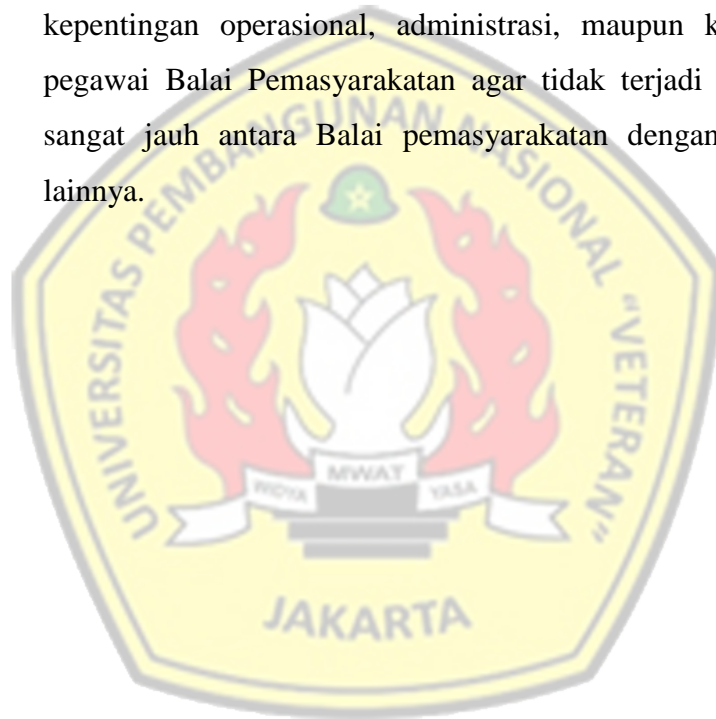 kepentingan operasional, administrasi, maupun k
pegawai Balai Pemasyarakatan agar tidak terjadi
sangat jauh antara Balai pemasyarakatan dengan
lainnya.
UNIVERSITAS PEMBANGUNAN NASIONAL "VETERAN"
WIDYA MWAT YASA
JAKARTA